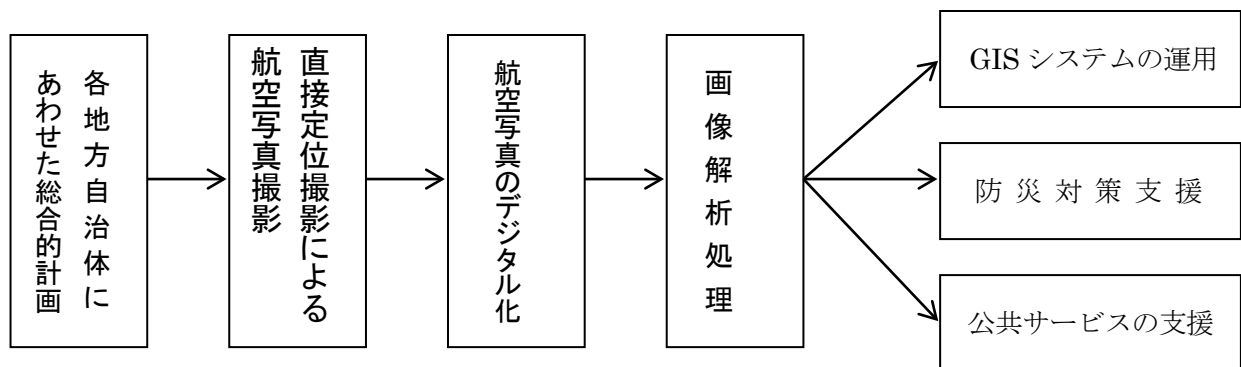 各地方自治体に
あわせた総合的計画
直接定位撮影による
航空写真撮影
航空写真のデジタル化
画像解析処理
GIS システムの運用
防災対策支援
公共サービスの支援